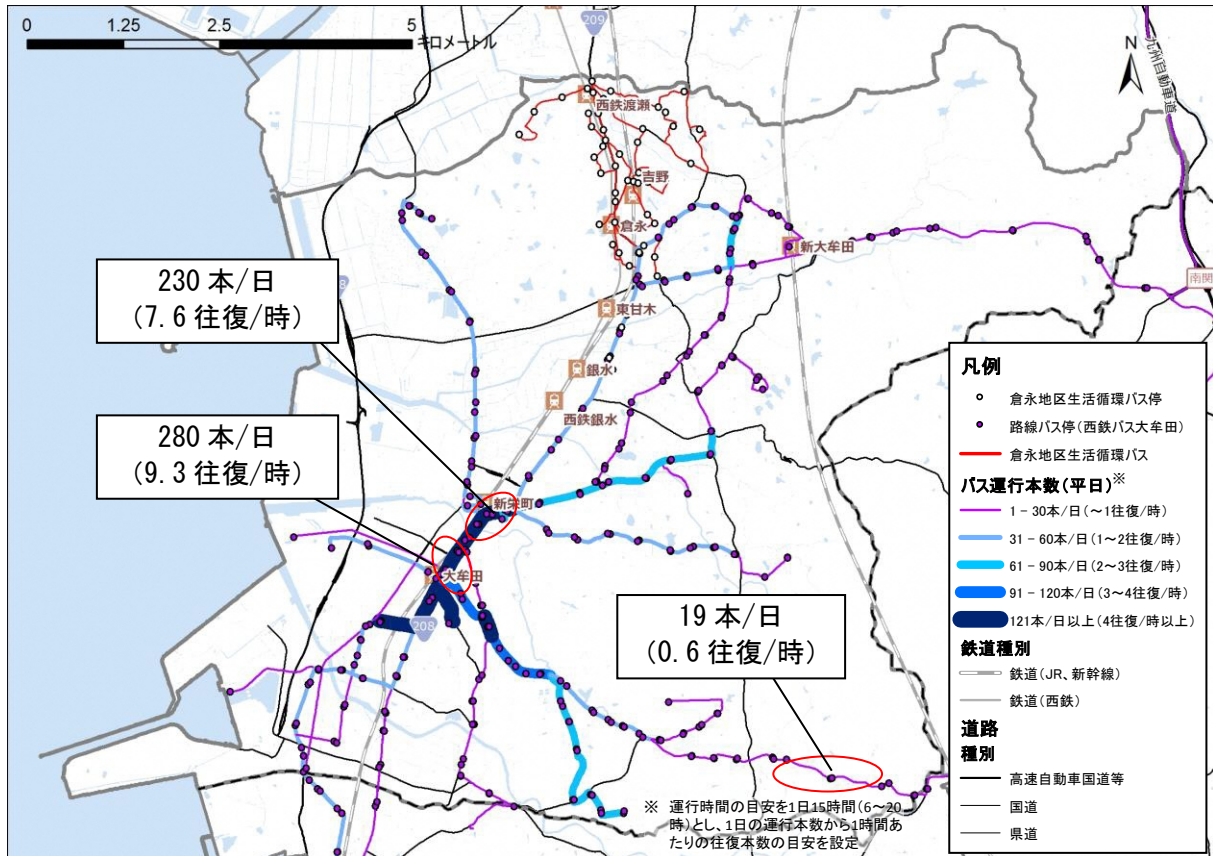 0 1.25 2.5 5
キロメートル
209
N
九州自動車道
西鉄渡瀬
吉野
倉永
新大牟田
南関
230 本/日
(7.6 往復/時)
東甘木
銀水
西鉄銀水
280 本/日
(9.3 往復/時)
新栄町
大牟田
208
19 本/日
(0.6 往復/時)
凡例
倉永地区生活循環バス停
路線バス停(西鉄バス大牟田)
倉永地区生活循環バス
バス運行本数(平日)※
1 - 30本/日(~1往復/時)
31 - 60本/日(1~2往復/時)
61 - 90本/日(2~3往復/時)
91 - 120本/日(3~4往復/時)
121本/日以上(4往復/時以上)
鉄道種別
鉄道(JR、新幹線)
鉄道(西鉄)
道路
種別
高速自動車国道等
国道
県道
※ 運行時間の目安を1日15時間(6~20
時)とし、1日の運行本数から1時間あ
たりの往復本数の目安を設定